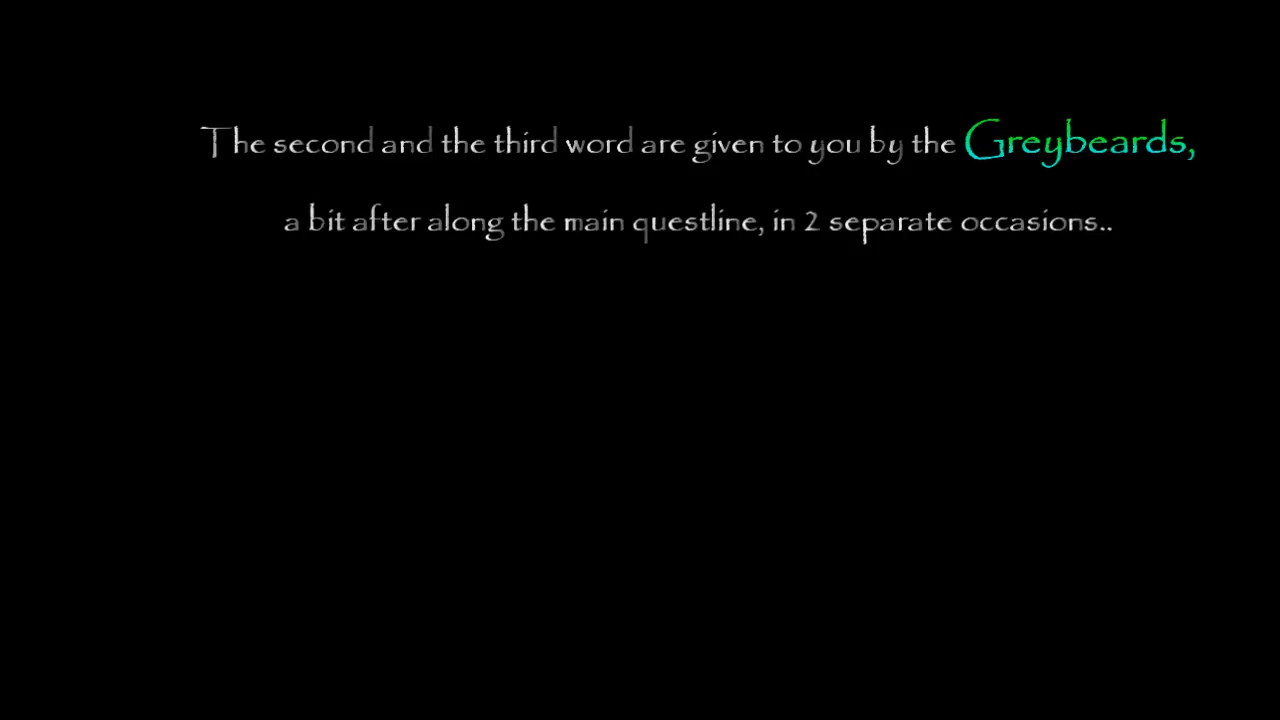 The second and the third word are given to you by the Greybeards,
a bit after along the main questline, in 2 separate occasions..